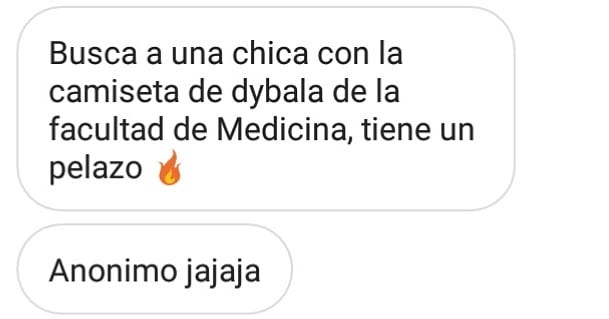 Busca a una chica con la
camiseta de dybala de la
facultad de Medicina, tiene un
pelazo 🔥
Anonimo jajaja